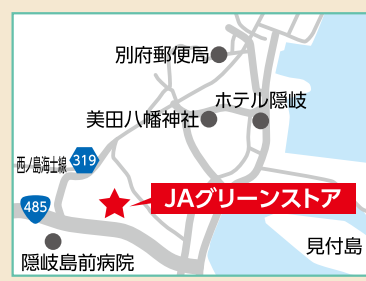 別府郵便局
ホテル隠岐
美田八幡神社
西ノ島海士線
319
485
JAグリーンストア
見付島
隠岐島前病院